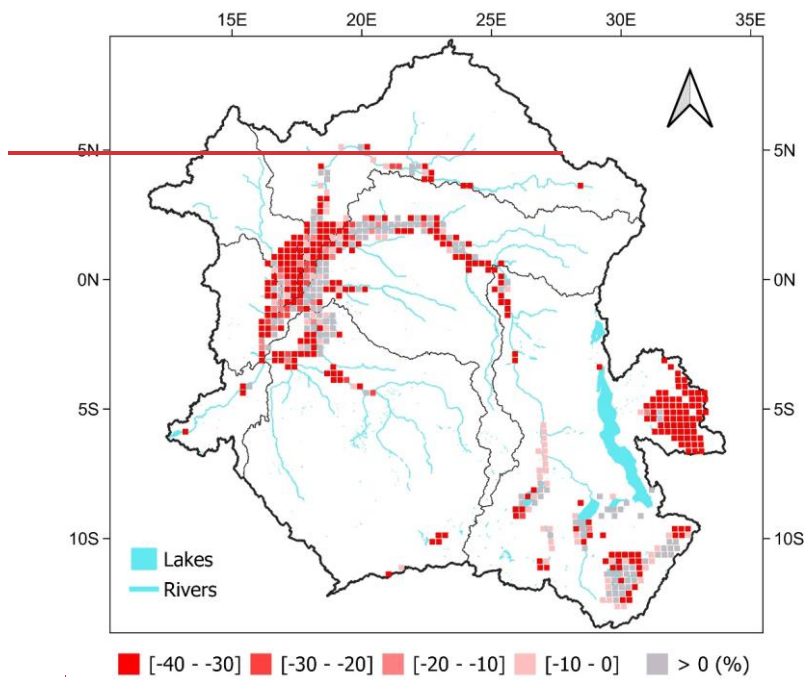 15E 20E 25E 30E 35E
5N 5N
0N 0N
5S 5S
10S 10S
Lakes
Rivers
[-40 - -30] [-30 - -20] [-20 - -10] [-10 - 0] > 0 (%)